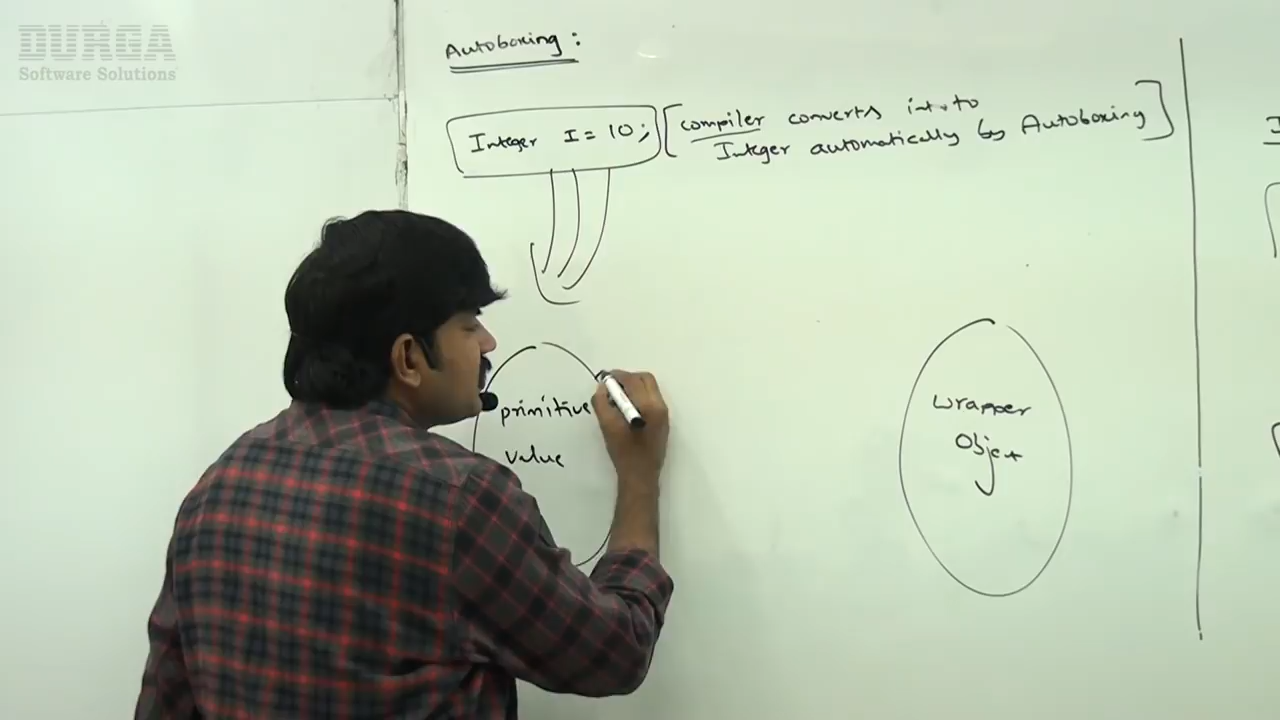 DURGA
Software Solutions
Autoboxing :
Integer I = 10; [compiler converts int to
Integer automatically by Autoboxing]
primitive
value
wrapper
Object
I